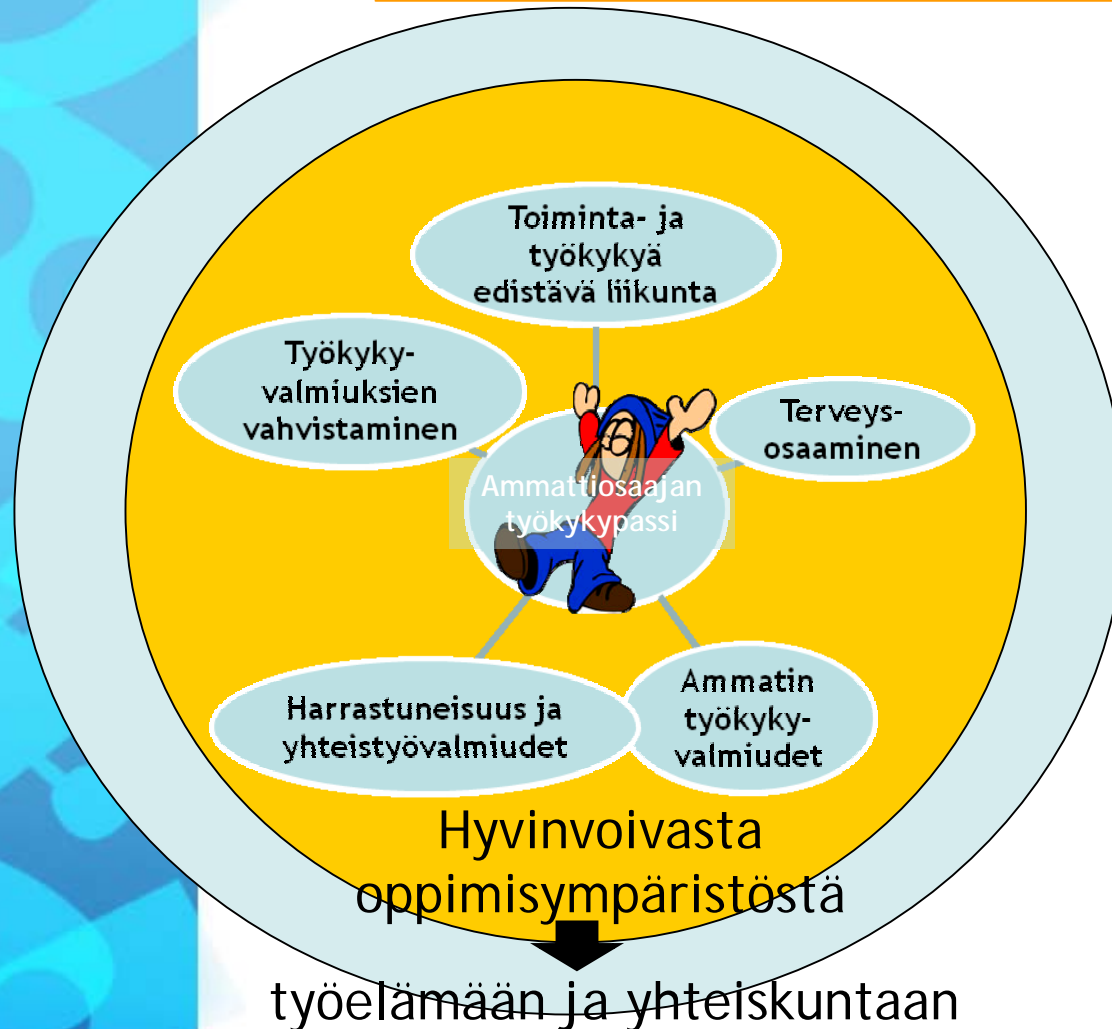 Toiminta- ja
työkykyä
edistävä liikunta
Työkyky-
valmiuksien
vahvistaminen
Terveys-
osaaminen
Ammattiosaajan
työkykypassi
Harrastuneisuus ja
yhteistyövalmiudet
Ammatin
työkyky-
valmiudet
Hyvinvoivasta
oppimisympäristöstä
työelämään ja yhteiskuntaan